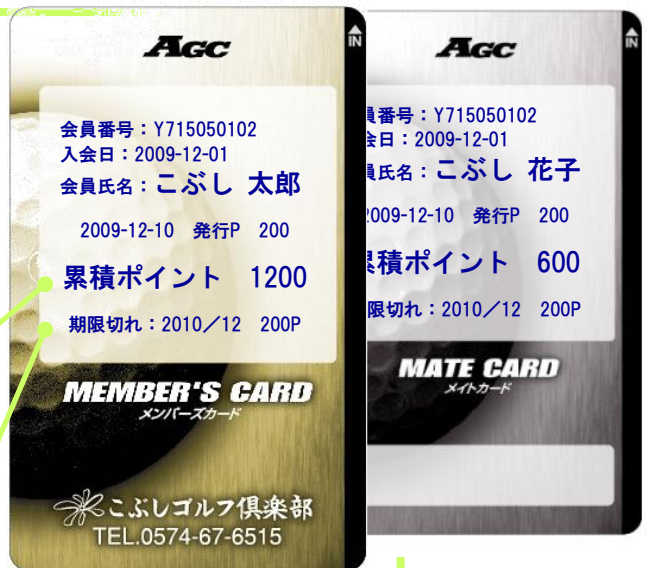 AGC
IN
会員番号：Y715050102
入会日：2009-12-01
会員氏名：こぶし 太郎
2009-12-10 発行P 200
累積ポイント 1200
期限切れ：2010／12 200P
MEMBER'S CARD
メンバーズカード
こぶしゴルフ倶楽部
TEL.0574-67-6515
AGC
IN
員番号：Y715050102
会日：2009-12-01
員氏名：こぶし 花子
2009-12-10 発行P 200
累積ポイント 600
限切れ：2010／12 200P
MATE CARD
メイトカード